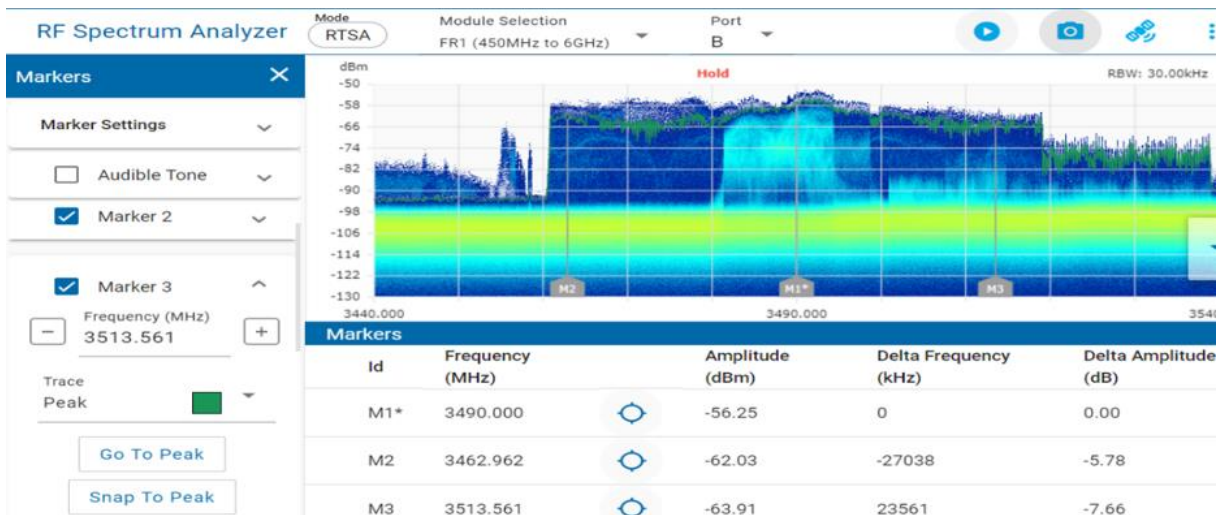 RF Spectrum Analyzer
Mode
RTSA
Module Selection
FR1 (450MHz to 6GHz)
Port
B
Markers
Marker Settings
Audible Tone
Marker 2
Marker 3
Frequency (MHz)
3513.561
Trace
Peak
Go To Peak
Snap To Peak
dBm
Hold
RBW: 30.00kHz
-50
-58
-66
-74
-82
-90
-98
-106
-114
-122
-130
M2
M1*
M3
3440.000
3490.000
3540
Markers
Id
Frequency (MHz)
Amplitude (dBm)
Delta Frequency (kHz)
Delta Amplitude (dB)
M1* 3490.000 -56.25 0 0.00
M2 3462.962 -62.03 -27038 -5.78
M3 3513.561 -63.91 23561 -7.66